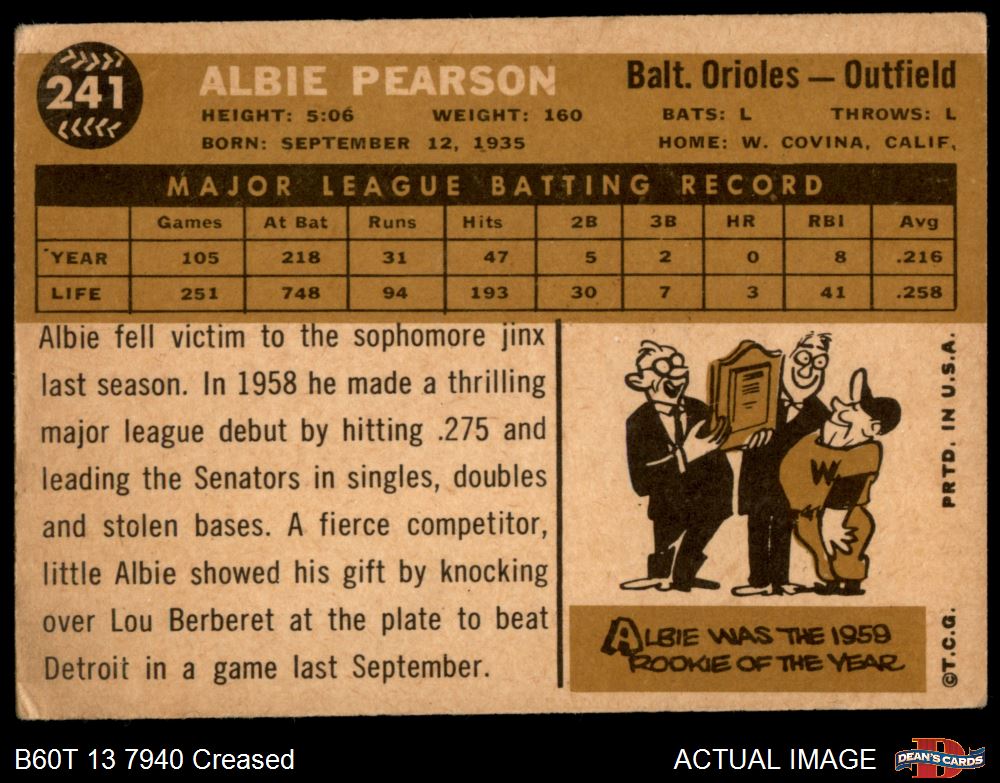 241
ALBIE PEARSON
Balt. Orioles — Outfield
HEIGHT: 5:06 WEIGHT: 160 BATS: L THROWS: L
BORN: SEPTEMBER 12, 1935 HOME: W. COVINA, CALIF.
MAJOR LEAGUE BATTING RECORD
Games At Bat Runs Hits 2B 3B HR RBI Avg
YEAR 105 218 31 47 5 2 0 8 .216
LIFE 251 748 94 193 30 7 3 41 .258
Albie fell victim to the sophomore jinx
last season. In 1958 he made a thrilling
major league debut by hitting .275 and
leading the Senators in singles, doubles
and stolen bases. A fierce competitor,
little Albie showed his gift by knocking
over Lou Berberet at the plate to beat
Detroit in a game last September.
W
ALBIE WAS THE 1959
ROOKIE OF THE YEAR
©T.C.G. PRTD. IN U.S.A.
B60T 13 7940 Creased
ACTUAL IMAGE
D
DEAN'S CARDS